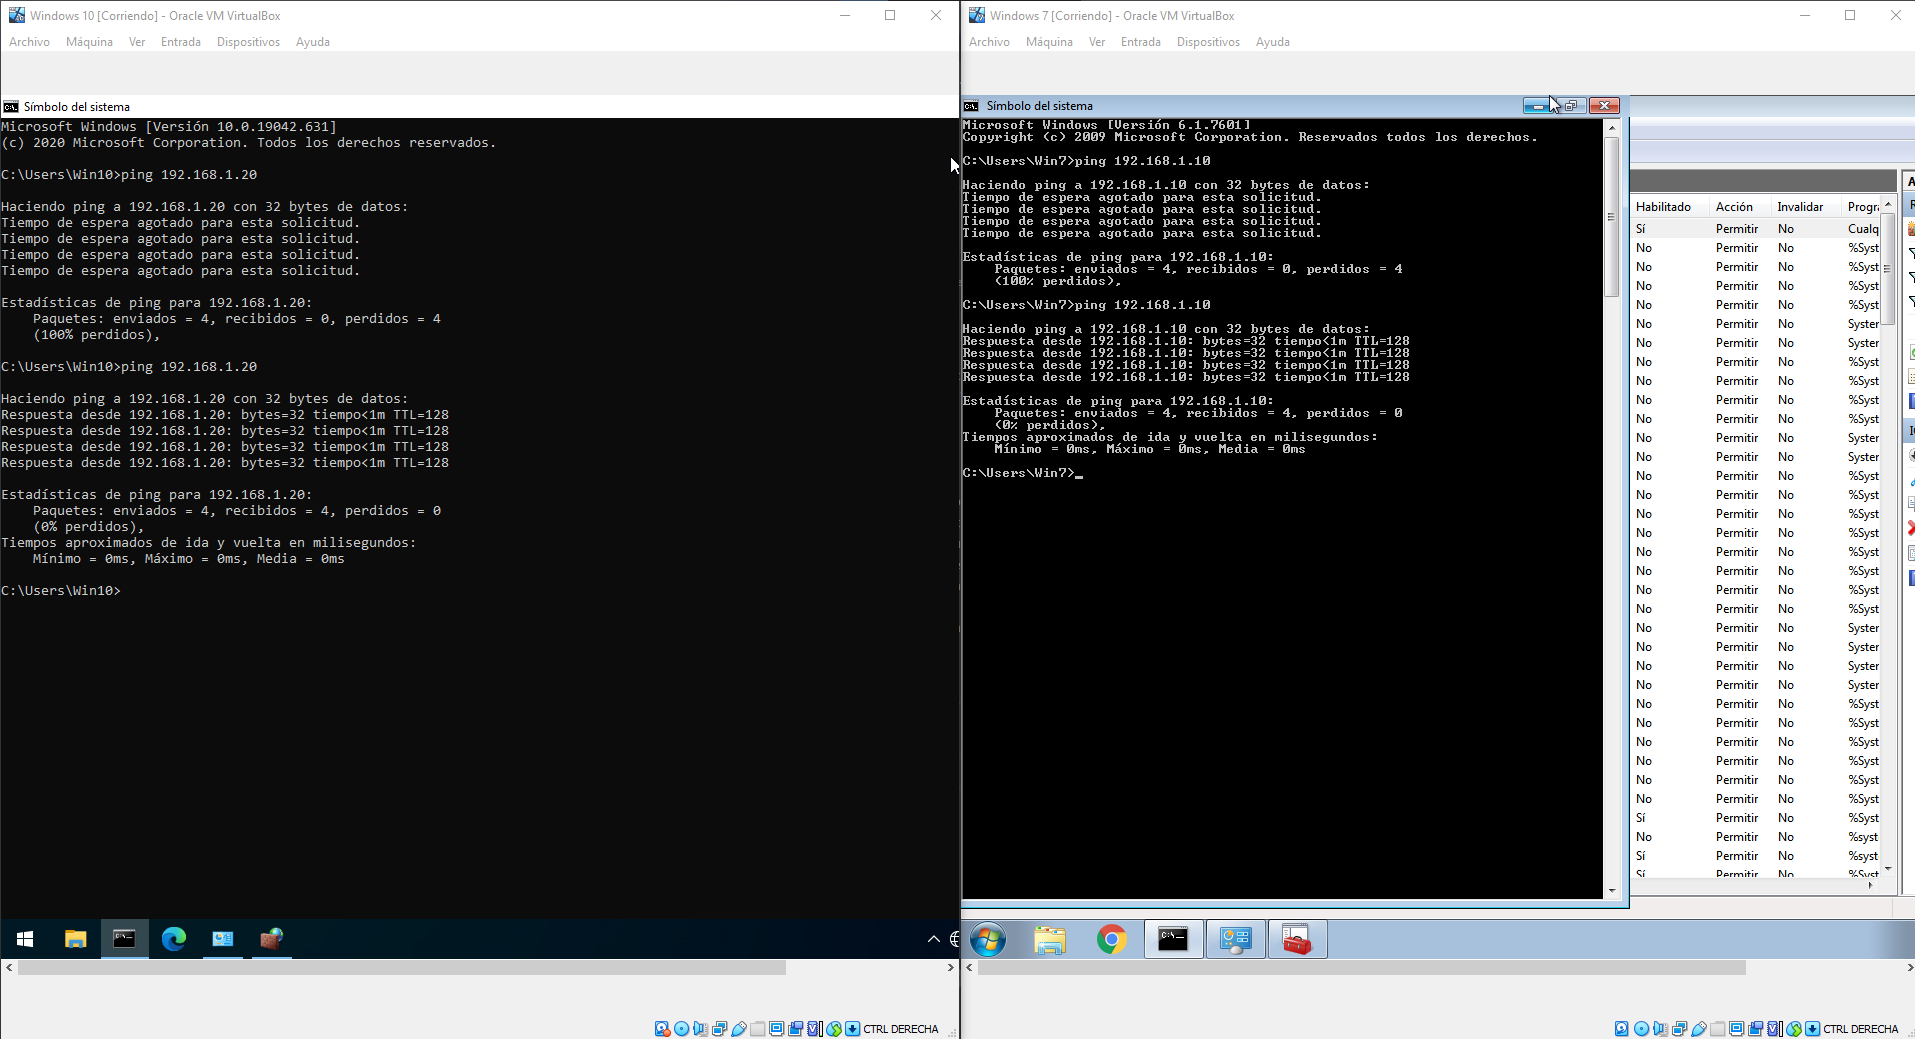 Windows 10 [Corriendo] - Oracle VM VirtualBox
Archivo Máquina Ver Entrada Dispositivos Ayuda
Símbolo del sistema
Microsoft Windows [Versión 10.0.19042.631]
(c) 2020 Microsoft Corporation. Todos los derechos reservados.
C:\Users\Win10>ping 192.168.1.20
Haciendo ping a 192.168.1.20 con 32 bytes de datos:
Tiempo de espera agotado para esta solicitud.
Tiempo de espera agotado para esta solicitud.
Tiempo de espera agotado para esta solicitud.
Tiempo de espera agotado para esta solicitud.
Estadísticas de ping para 192.168.1.20:
Paquetes: enviados = 4, recibidos = 0, perdidos = 4
(100% perdidos),
C:\Users\Win10>ping 192.168.1.20
Haciendo ping a 192.168.1.20 con 32 bytes de datos:
Respuesta desde 192.168.1.20: bytes=32 tiempo<1m TTL=128
Respuesta desde 192.168.1.20: bytes=32 tiempo<1m TTL=128
Respuesta desde 192.168.1.20: bytes=32 tiempo<1m TTL=128
Respuesta desde 192.168.1.20: bytes=32 tiempo<1m TTL=128
Estadísticas de ping para 192.168.1.20:
Paquetes: enviados = 4, recibidos = 4, perdidos = 0
(0% perdidos),
Tiempos aproximados de ida y vuelta en milisegundos:
Mínimo = 0ms, Máximo = 0ms, Media = 0ms
C:\Users\Win10>
CTRL DERECHA
Windows 7 [Corriendo] - Oracle VM VirtualBox
Archivo Máquina Ver Entrada Dispositivos Ayuda
Símbolo del sistema
Microsoft Windows [Versión 6.1.7601]
Copyright (c) 2009 Microsoft Corporation. Reservados todos los derechos.
C:\Users\Win7>ping 192.168.1.10
Haciendo ping a 192.168.1.10 con 32 bytes de datos:
Tiempo de espera agotado para esta solicitud.
Tiempo de espera agotado para esta solicitud.
Tiempo de espera agotado para esta solicitud.
Tiempo de espera agotado para esta solicitud.
Estadísticas de ping para 192.168.1.10:
Paquetes: enviados = 4, recibidos = 0, perdidos = 4
(100% perdidos),
C:\Users\Win7>ping 192.168.1.10
Haciendo ping a 192.168.1.10 con 32 bytes de datos:
Respuesta desde 192.168.1.10: bytes=32 tiempo<1m TTL=128
Respuesta desde 192.168.1.10: bytes=32 tiempo<1m TTL=128
Respuesta desde 192.168.1.10: bytes=32 tiempo<1m TTL=128
Respuesta desde 192.168.1.10: bytes=32 tiempo<1m TTL=128
Estadísticas de ping para 192.168.1.10:
Paquetes: enviados = 4, recibidos = 4, perdidos = 0
(0% perdidos),
Tiempos aproximados de ida y vuelta en milisegundos:
Mínimo = 0ms, Máximo = 0ms, Media = 0ms
C:\Users\Win7>
Habilitado Acción Invalidar Progr
Sí Permitir No Cualq
No Permitir No %Syst
No Permitir No %Syst
No Permitir No %Syst
No Permitir No %Syst
No Permitir No Syster
No Permitir No Syster
No Permitir No %Syst
No Permitir No %Syst
No Permitir No %Syst
No Permitir No %Syst
No Permitir No Syster
No Permitir No Syster
No Permitir No %Syst
No Permitir No %Syst
No Permitir No %Syst
No Permitir No %Syst
No Permitir No %Syst
No Permitir No %Syst
No Permitir No %Syst
No Permitir No %Syst
No Permitir No Syster
No Permitir No %Syst
No Permitir No Syster
No Permitir No Syster
No Permitir No %Syst
No Permitir No %Syst
No Permitir No %Syst
No Permitir No %Syst
No Permitir No %Syst
No Permitir No %Syst
Sí Permitir No %Syst
No Permitir No %syst
Sí Permitir No %syst
Sí Permitir No %Syst
CTRL DERECHA